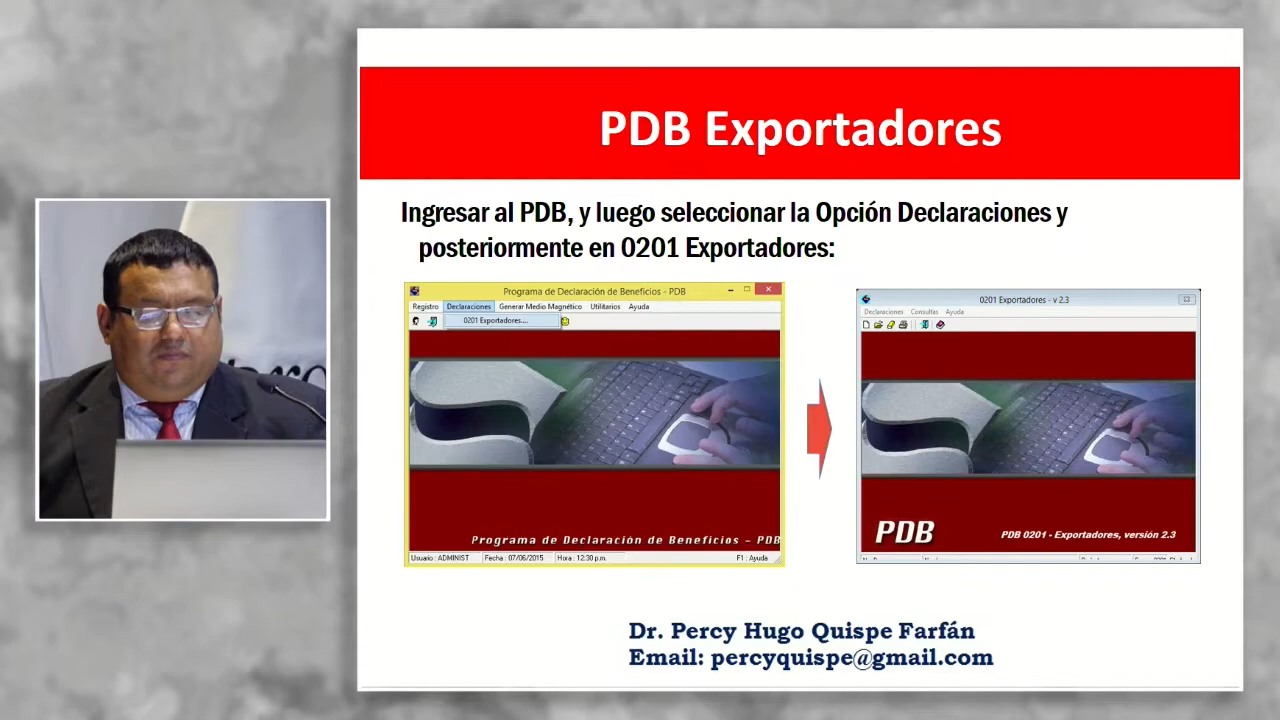 PDB Exportadores
Ingresar al PDB, y luego seleccionar la Opción Declaraciones y
posteriormente en 0201 Exportadores:
Programa de Declaración de Beneficios - PDB
Registro Declaraciones Generar Medio Magnético Utilitarios Ayuda
0201 Exportadores....
Programa de Declaración de Beneficios – PDB
Usuario : ADMINIST Fecha : 07/06/2015 Hora : 12:30 p.m. F1 : Ayuda
0201 Exportadores - v 2.3
Declaraciones Consultas Ayuda
PDB
PDB 0201 - Exportadores, versión 2.3
Dr. Percy Hugo Quispe Farfán
Email: percyquispe@gmail.com